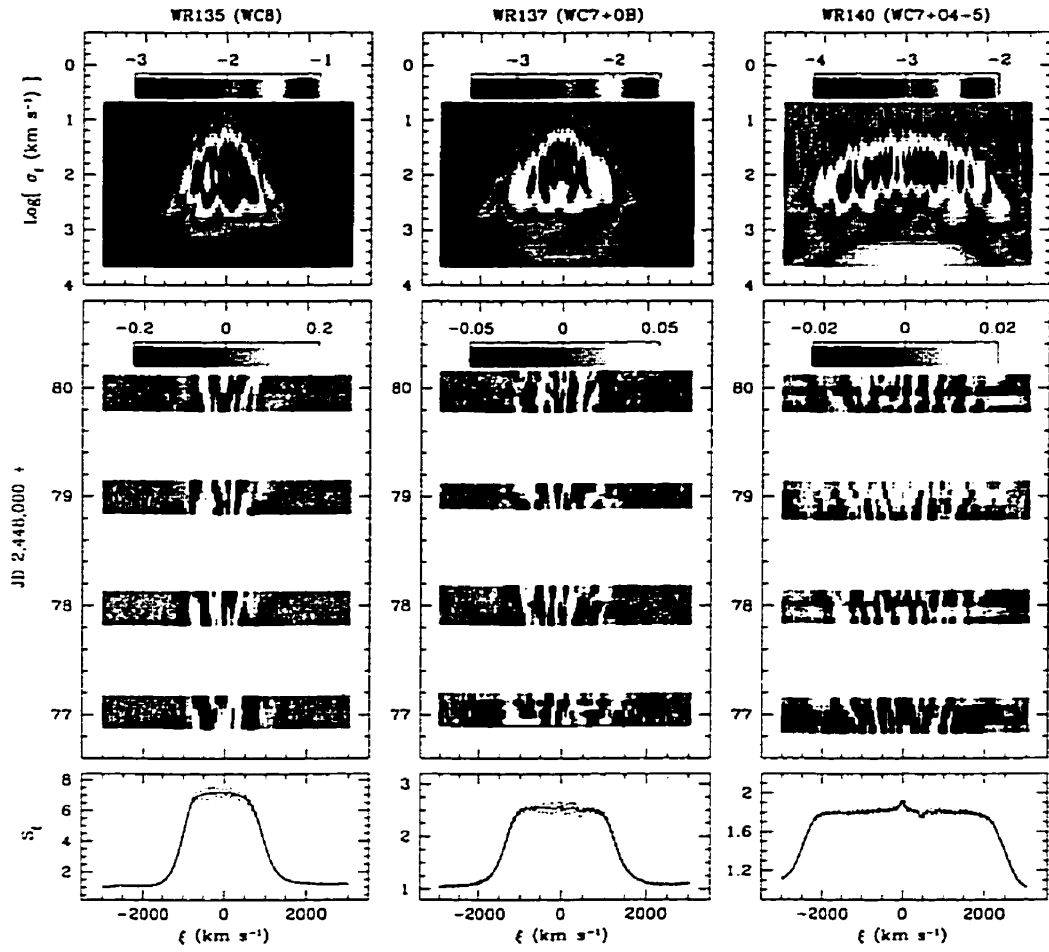 WR135 (WC8) WR137 (WC7+OB) WR140 (WC7+O4-5)
-3 -2 -1 -3 -2 -4 -3 -2
0 0 0
1 1 1
2 2 2
3 3 3
4 4 4
Log[ σᵢ (km s⁻¹) ]
-0.2 0 0.2 -0.05 0 0.05 -0.02 0 0.02
80 80 80
79 79 79
78 78 78
77 77 77
JD 2,448,000 +
8 3 2
6
4 2 1.6
2 1 1.2
Sᵢ
-2000 0 2000 -2000 0 2000 -2000 0 2000
ξ (km s⁻¹) ξ (km s⁻¹) ξ (km s⁻¹)